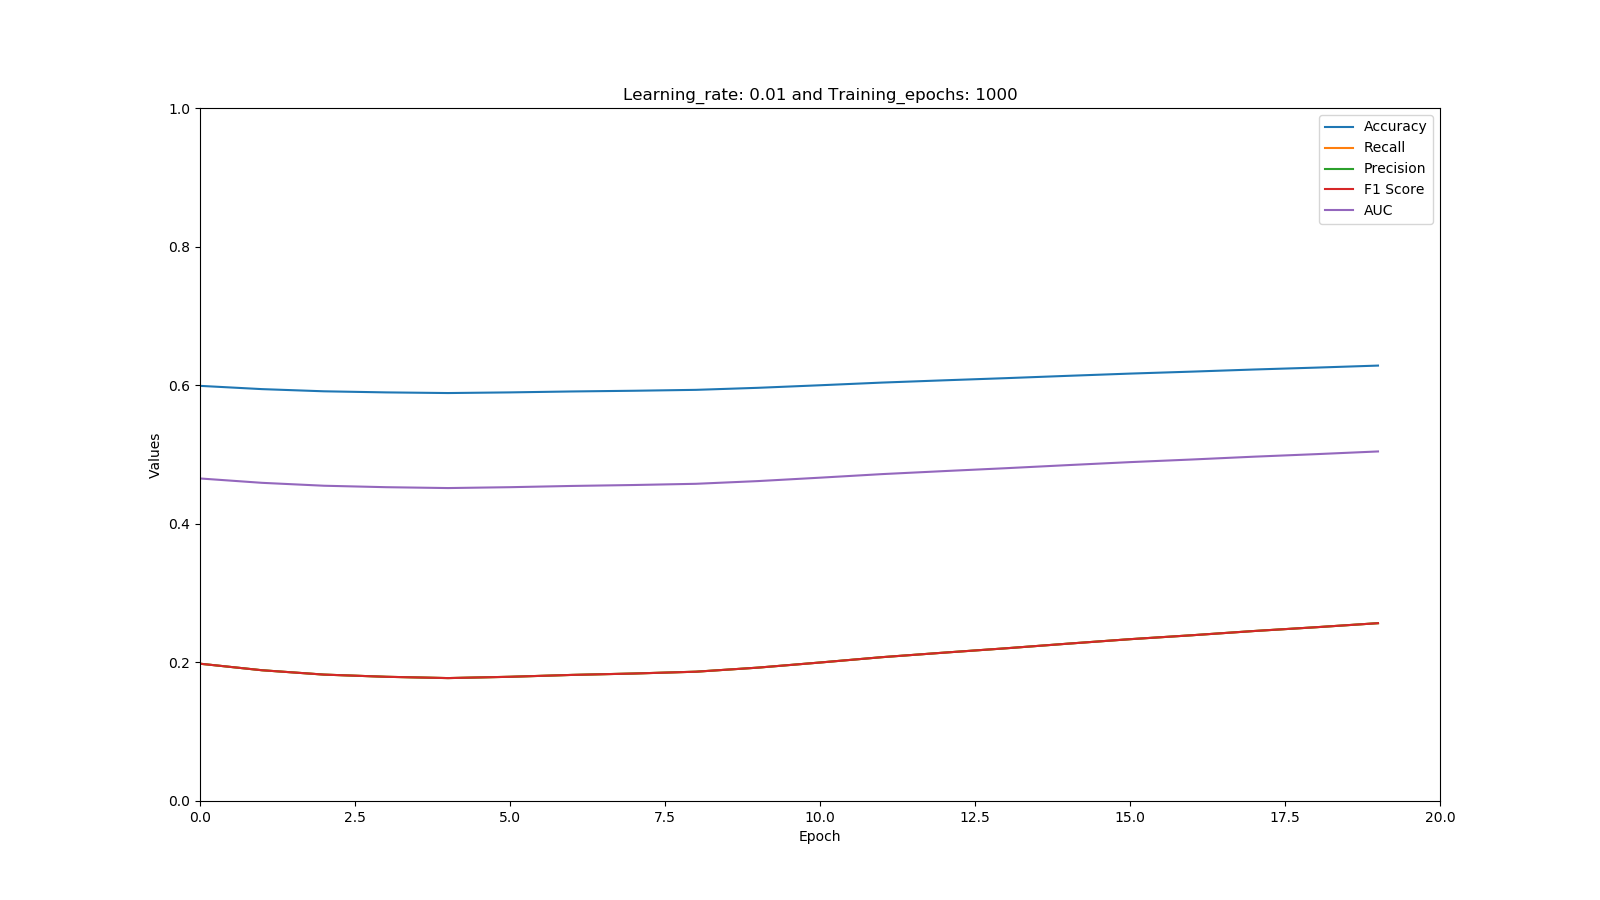 Learning_rate: 0.01 and Training_epochs: 1000
1.0
0.8
0.6
0.4
0.2
0.0
Values
Accuracy
Recall
Precision
F1 Score
AUC
0.0 2.5 5.0 7.5 10.0 12.5 15.0 17.5 20.0
Epoch